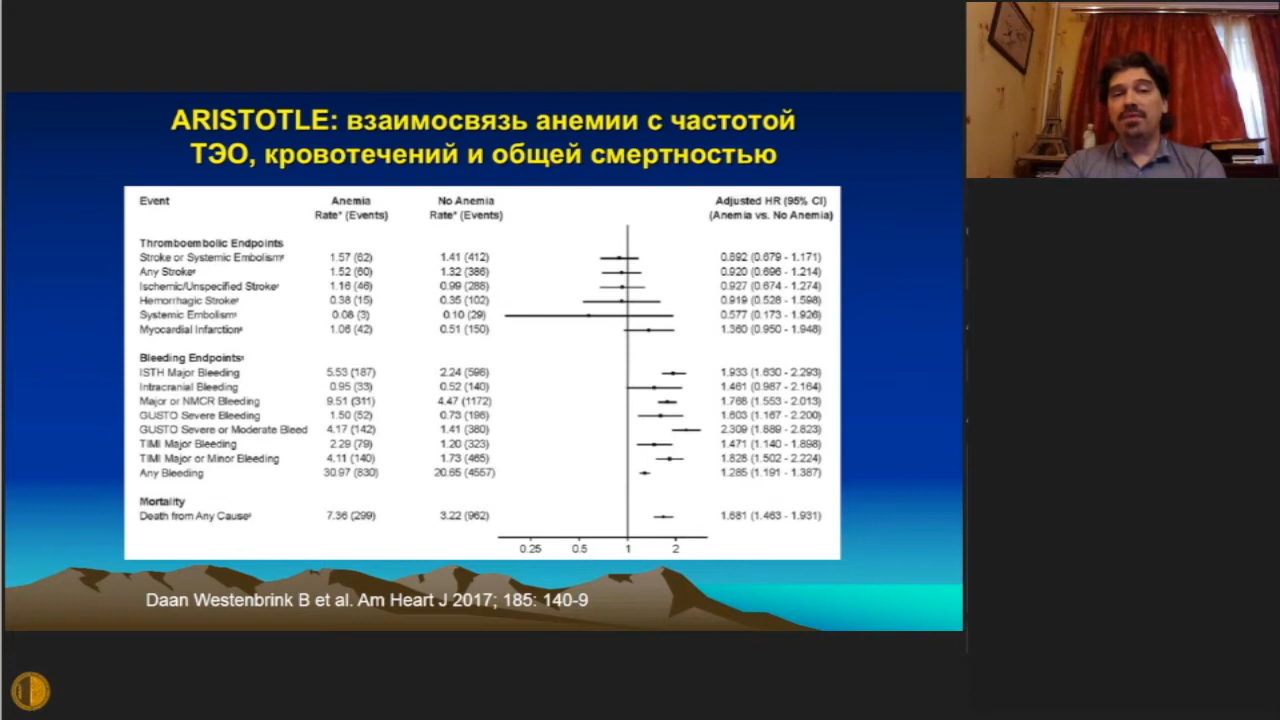 ARISTOTLE: взаимосвязь анемии с частотой
ТЭО, кровотечений и общей смертностью
Event Anemia No Anemia Adjusted HR (95% CI)
Rate* (Events) Rate* (Events) (Anemia vs. No Anemia)
Thromboembolic Endpoints
Stroke or Systemic Embolism 1.57 (62) 1.41 (412) 0.892 (0.679 - 1.171)
Any Stroke 1.52 (60) 1.32 (386) 0.920 (0.696 - 1.214)
Ischemic/Unspecified Stroke 1.16 (46) 0.99 (288) 0.927 (0.674 - 1.274)
Hemorrhagic Stroke 0.38 (15) 0.35 (102) 0.919 (0.528 - 1.598)
Systemic Embolism 0.08 (3) 0.10 (29) 0.577 (0.173 - 1.926)
Myocardial Infarction 1.06 (42) 0.51 (150) 1.360 (0.950 - 1.948)
Bleeding Endpoints
ISTH Major Bleeding 5.53 (187) 2.24 (596) 1.933 (1.630 - 2.293)
Intracranial Bleeding 0.95 (33) 0.52 (140) 1.461 (0.987 - 2.164)
Major or NMCR Bleeding 9.51 (311) 4.47 (1172) 1.768 (1.553 - 2.013)
GUSTO Severe Bleeding 1.50 (52) 0.73 (196) 1.603 (1.167 - 2.200)
GUSTO Severe or Moderate Bleed 4.17 (142) 1.41 (380) 2.309 (1.889 - 2.823)
TIMI Major Bleeding 2.29 (79) 1.20 (323) 1.471 (1.140 - 1.898)
TIMI Major or Minor Bleeding 4.11 (140) 1.73 (465) 1.828 (1.502 - 2.224)
Any Bleeding 30.97 (830) 20.65 (4557) 1.285 (1.191 - 1.387)
Mortality
Death from Any Cause 7.36 (299) 3.22 (962) 1.681 (1.463 - 1.931)
0.25 0.5 1 2
Daan Westenbrink B et al. Am Heart J 2017; 185: 140-9